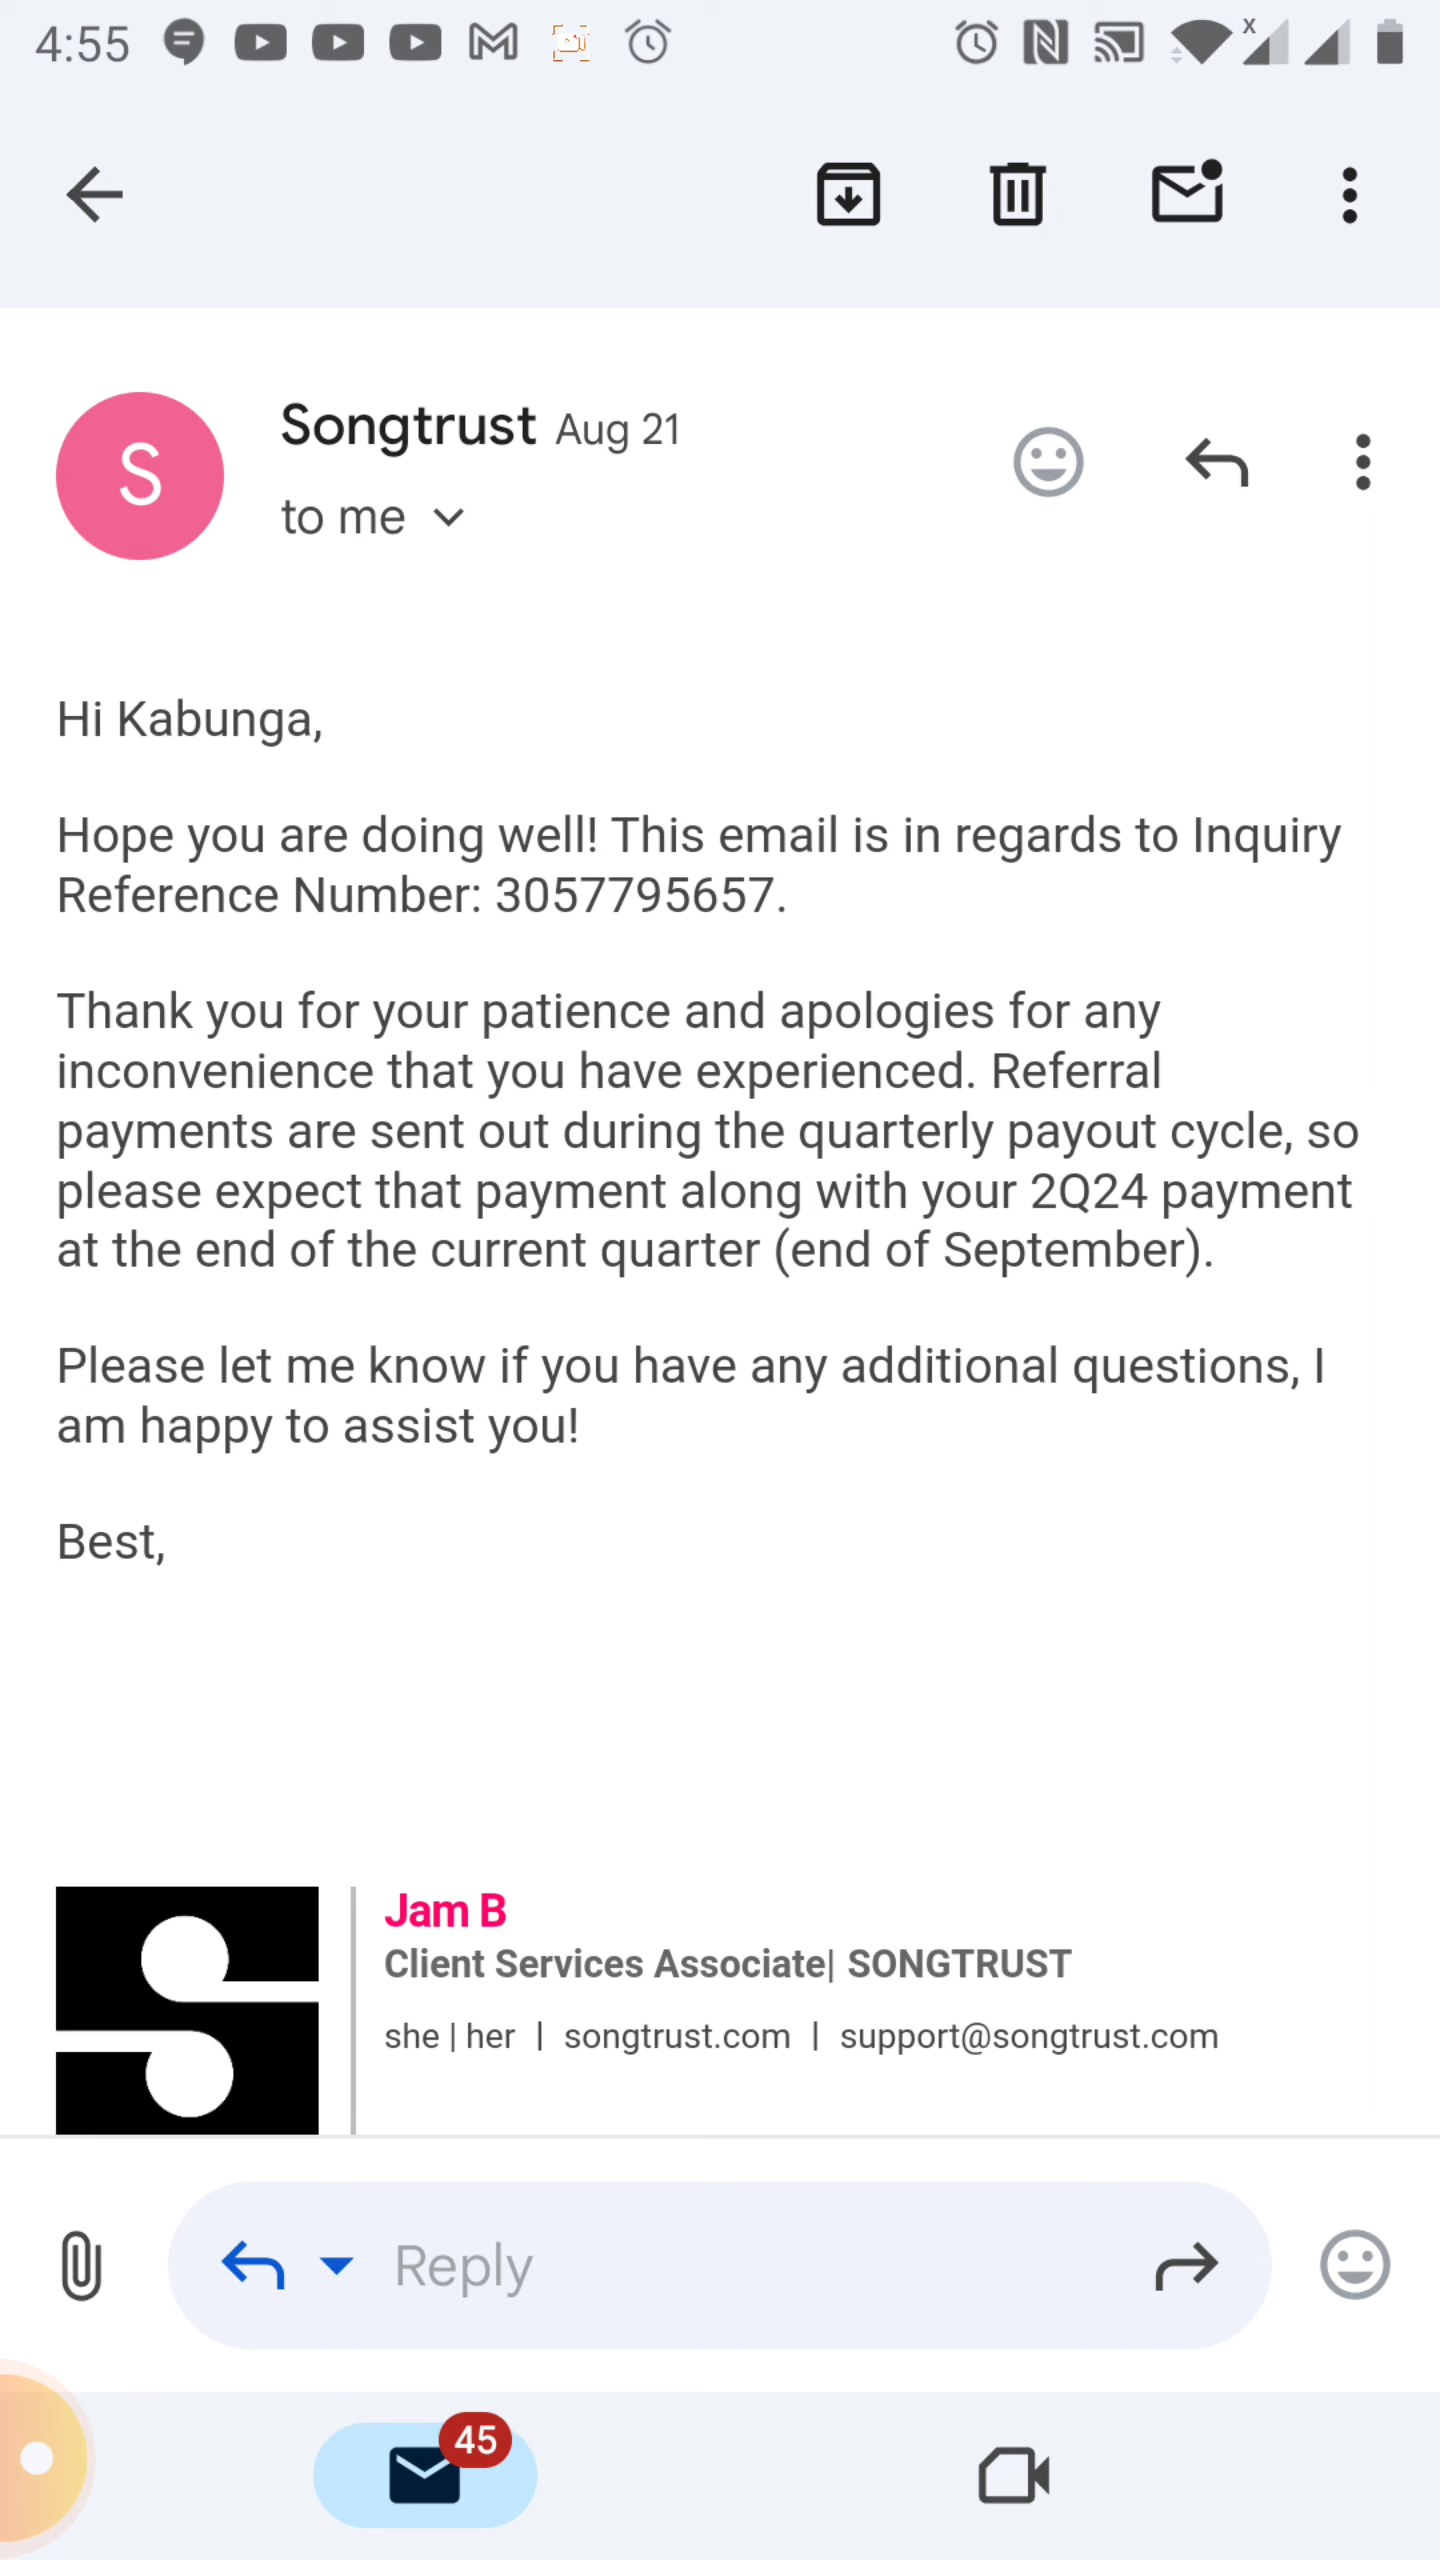 4:55
S
Songtrust Aug 21
to me
Hi Kabunga,
Hope you are doing well! This email is in regards to Inquiry
Reference Number: 3057795657.
Thank you for your patience and apologies for any
inconvenience that you have experienced. Referral
payments are sent out during the quarterly payout cycle, so
please expect that payment along with your 2Q24 payment
at the end of the current quarter (end of September).
Please let me know if you have any additional questions, I
am happy to assist you!
Best,
Jam B
Client Services Associate| SONGTRUST
she | her | songtrust.com | support@songtrust.com
Reply
45